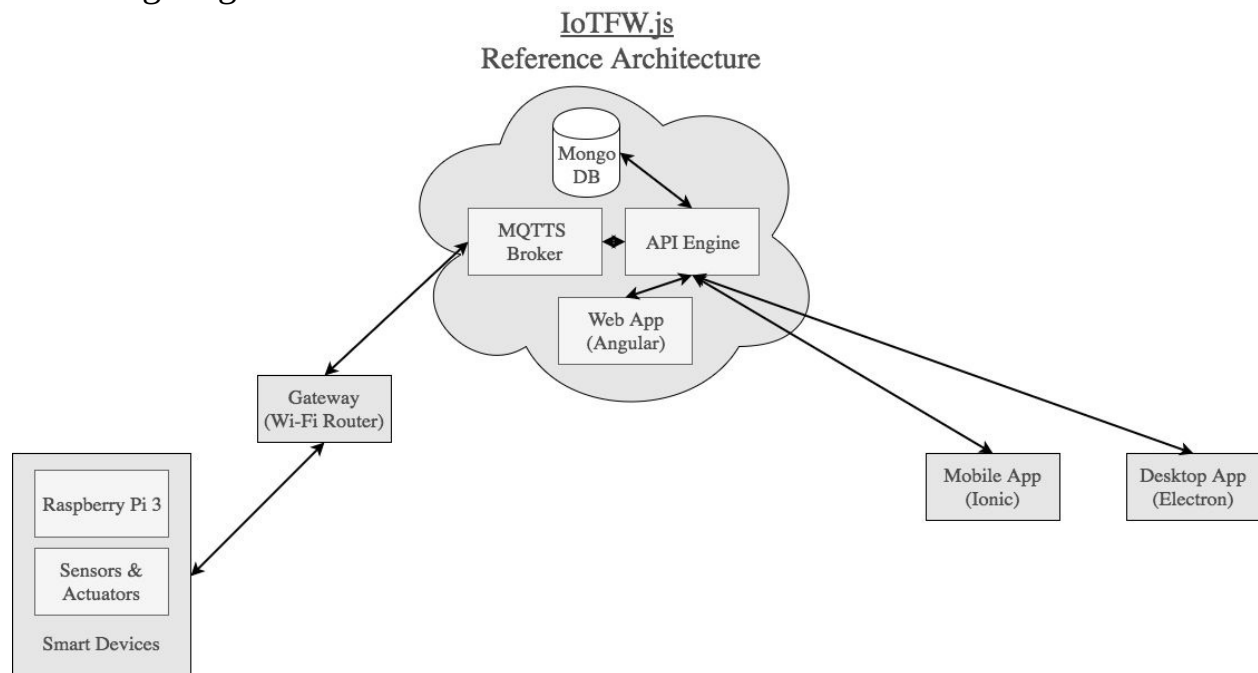 IoTFW.js
Reference Architecture
Mongo
DB
MQTTS
Broker
API Engine
Web App
(Angular)
Gateway
(Wi-Fi Router)
Raspberry Pi 3
Sensors &
Actuators
Smart Devices
Mobile App
(Ionic)
Desktop App
(Electron)